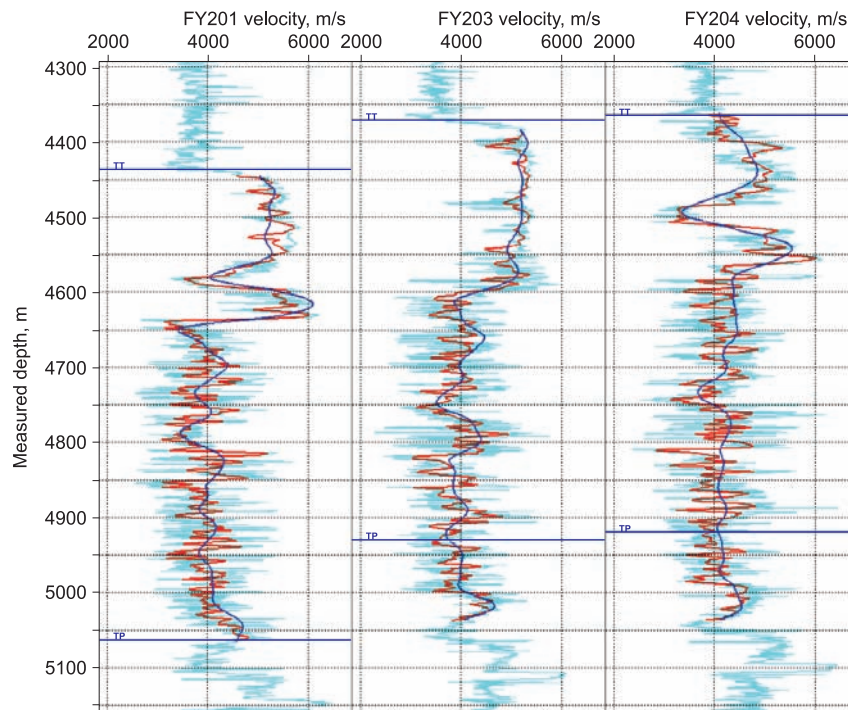 FY201 velocity, m/s FY203 velocity, m/s FY204 velocity, m/s
2000 4000 6000 2000 4000 6000 2000 4000 6000
Measured depth, m
4300
TT
TT
4400
TT
4500
4600
4700
4800
4900
TP
TP
5000
TP
5100